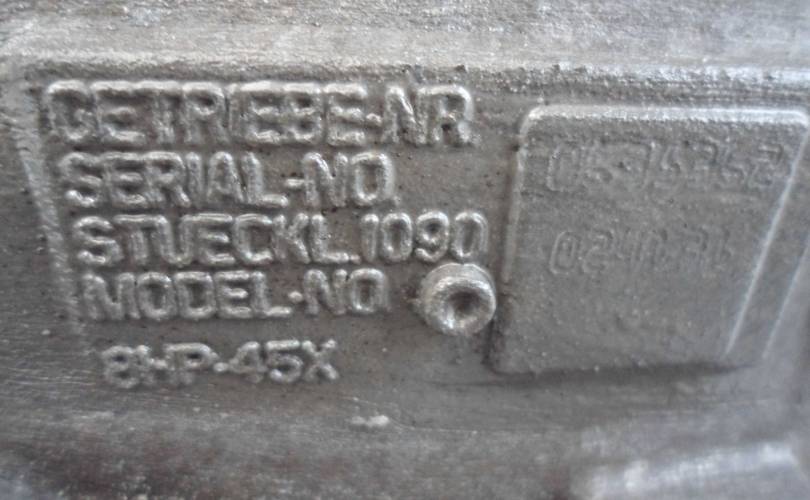 GETRIEBE-NR.
SERIAL-NO.
STUECKL.1090
MODEL-NO.
8HP-45X